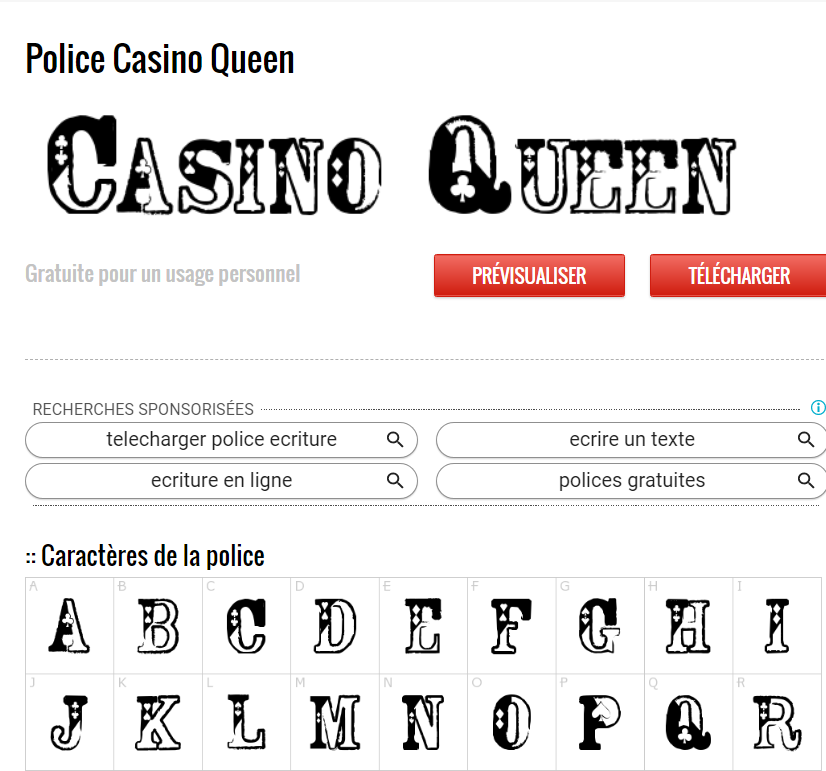 Police Casino Queen
Casino Queen
Gratuite pour un usage personnel
PRÉVISUALISER
TÉLÉCHARGER
RECHERCHES SPONSORISÉES
telecharger police ecriture
ecrire un texte
ecriture en ligne
polices gratuites
:: Caractères de la police
A B C D E F G H I
A B C D E F G H I
J K L M N O P Q R
J K L M N O P Q R